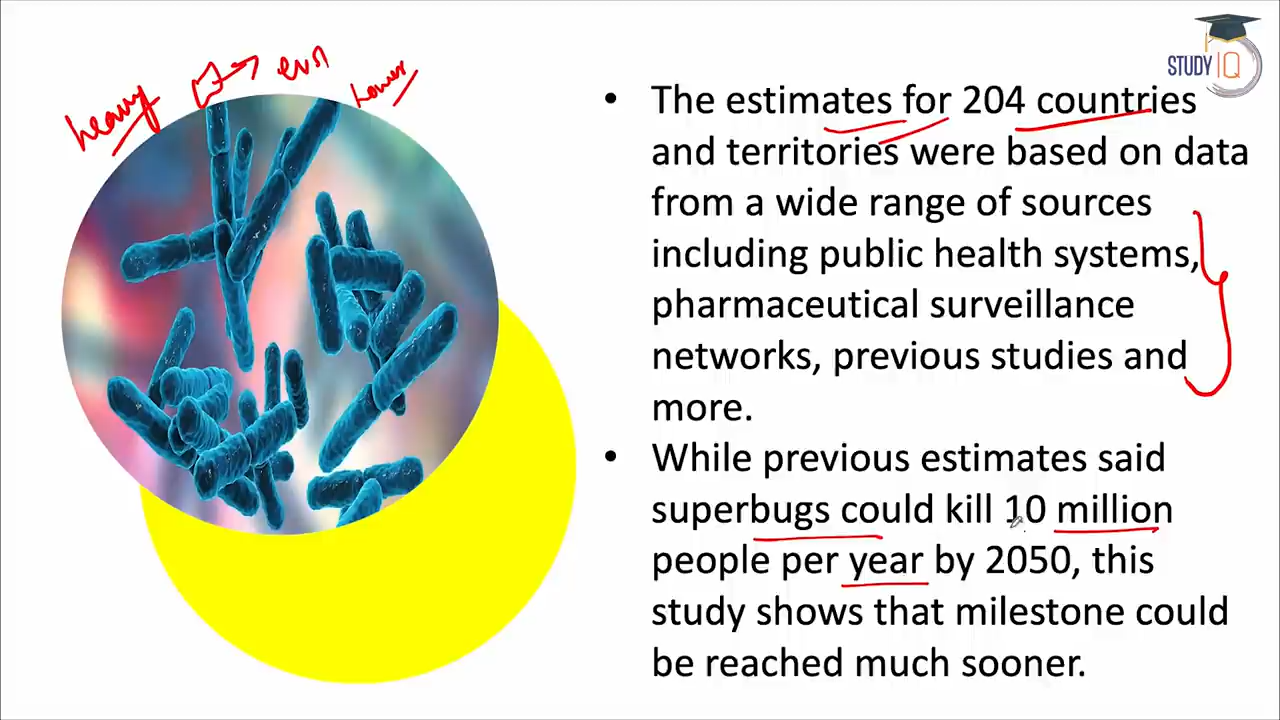 STUDY IQ
heavy
lower
• The estimates for 204 countries
and territories were based on data
from a wide range of sources
including public health systems,
pharmaceutical surveillance
networks, previous studies and
more.
• While previous estimates said
superbugs could kill 10 million
people per year by 2050, this
study shows that milestone could
be reached much sooner.